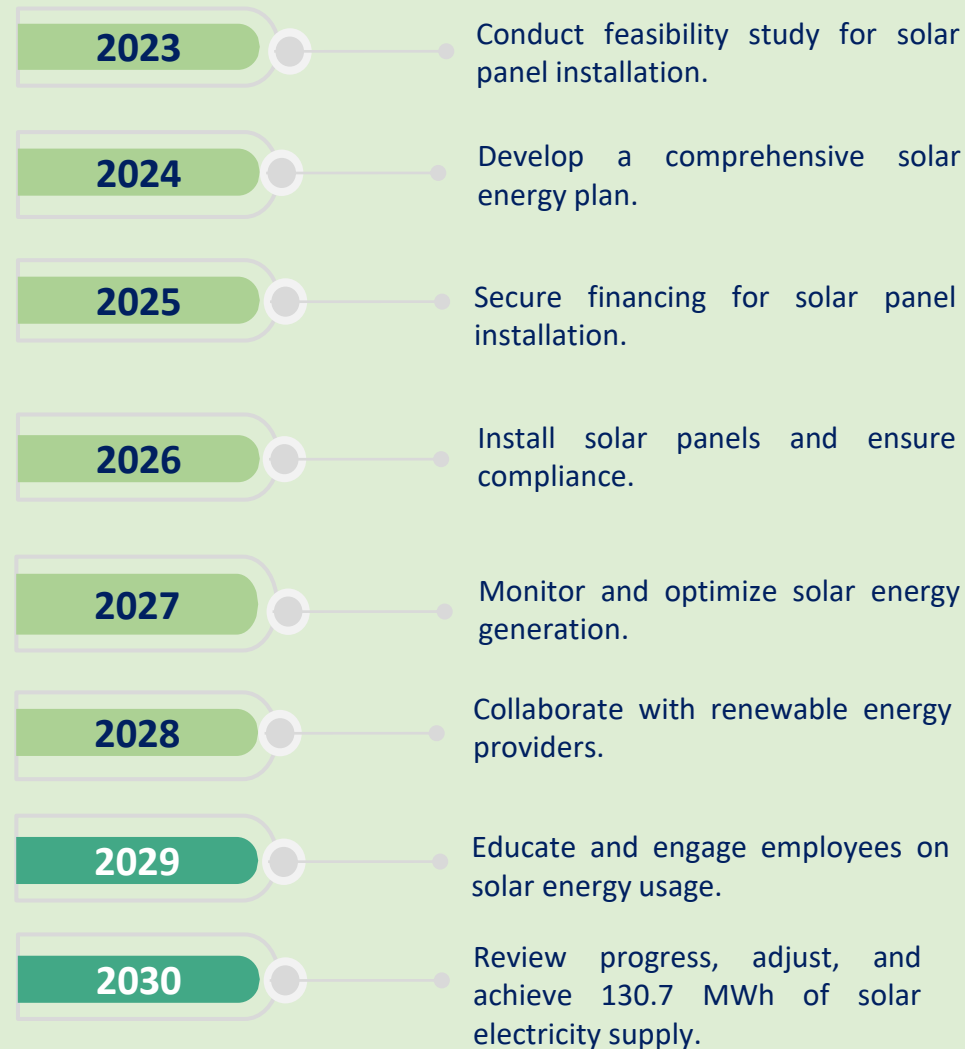 2023
Conduct feasibility study for solar
panel installation.
2024
Develop a comprehensive solar
energy plan.
2025
Secure financing for solar panel
installation.
2026
Install solar panels and ensure
compliance.
2027
Monitor and optimize solar energy
generation.
2028
Collaborate with renewable energy
providers.
2029
Educate and engage employees on
solar energy usage.
2030
Review progress, adjust, and
achieve 130.7 MWh of solar
electricity supply.